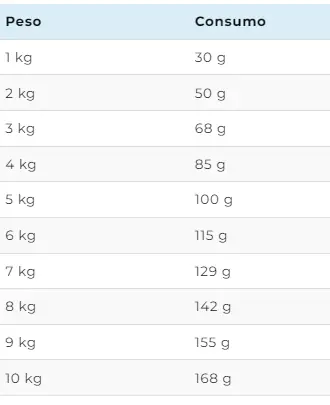 Peso Consumo
1 kg 30 g
2 kg 50 g
3 kg 68 g
4 kg 85 g
5 kg 100 g
6 kg 115 g
7 kg 129 g
8 kg 142 g
9 kg 155 g
10 kg 168 g